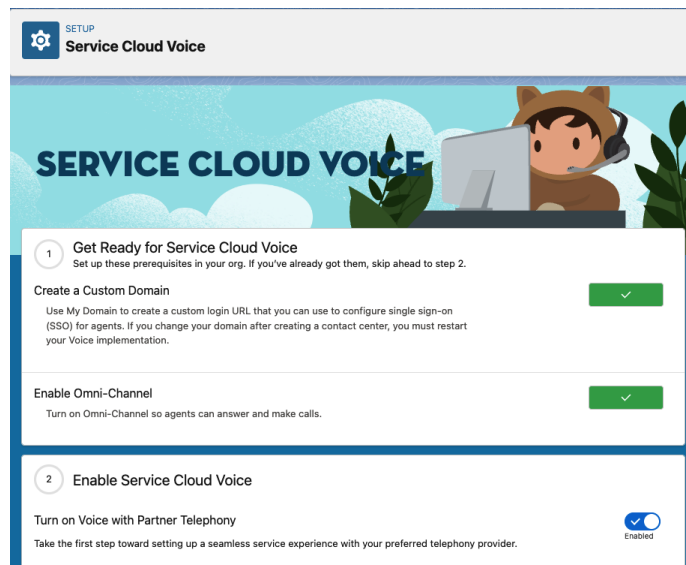 SETUP
Service Cloud Voice
SERVICE CLOUD VOICE
1
Get Ready for Service Cloud Voice
Set up these prerequisites in your org. If you've already got them, skip ahead to step 2.
Create a Custom Domain
Use My Domain to create a custom login URL that you can use to configure single sign-on
(SSO) for agents. If you change your domain after creating a contact center, you must restart
your Voice implementation.
Enable Omni-Channel
Turn on Omni-Channel so agents can answer and make calls.
2
Enable Service Cloud Voice
Turn on Voice with Partner Telephony
Enabled
Take the first step toward setting up a seamless service experience with your preferred telephony provider.